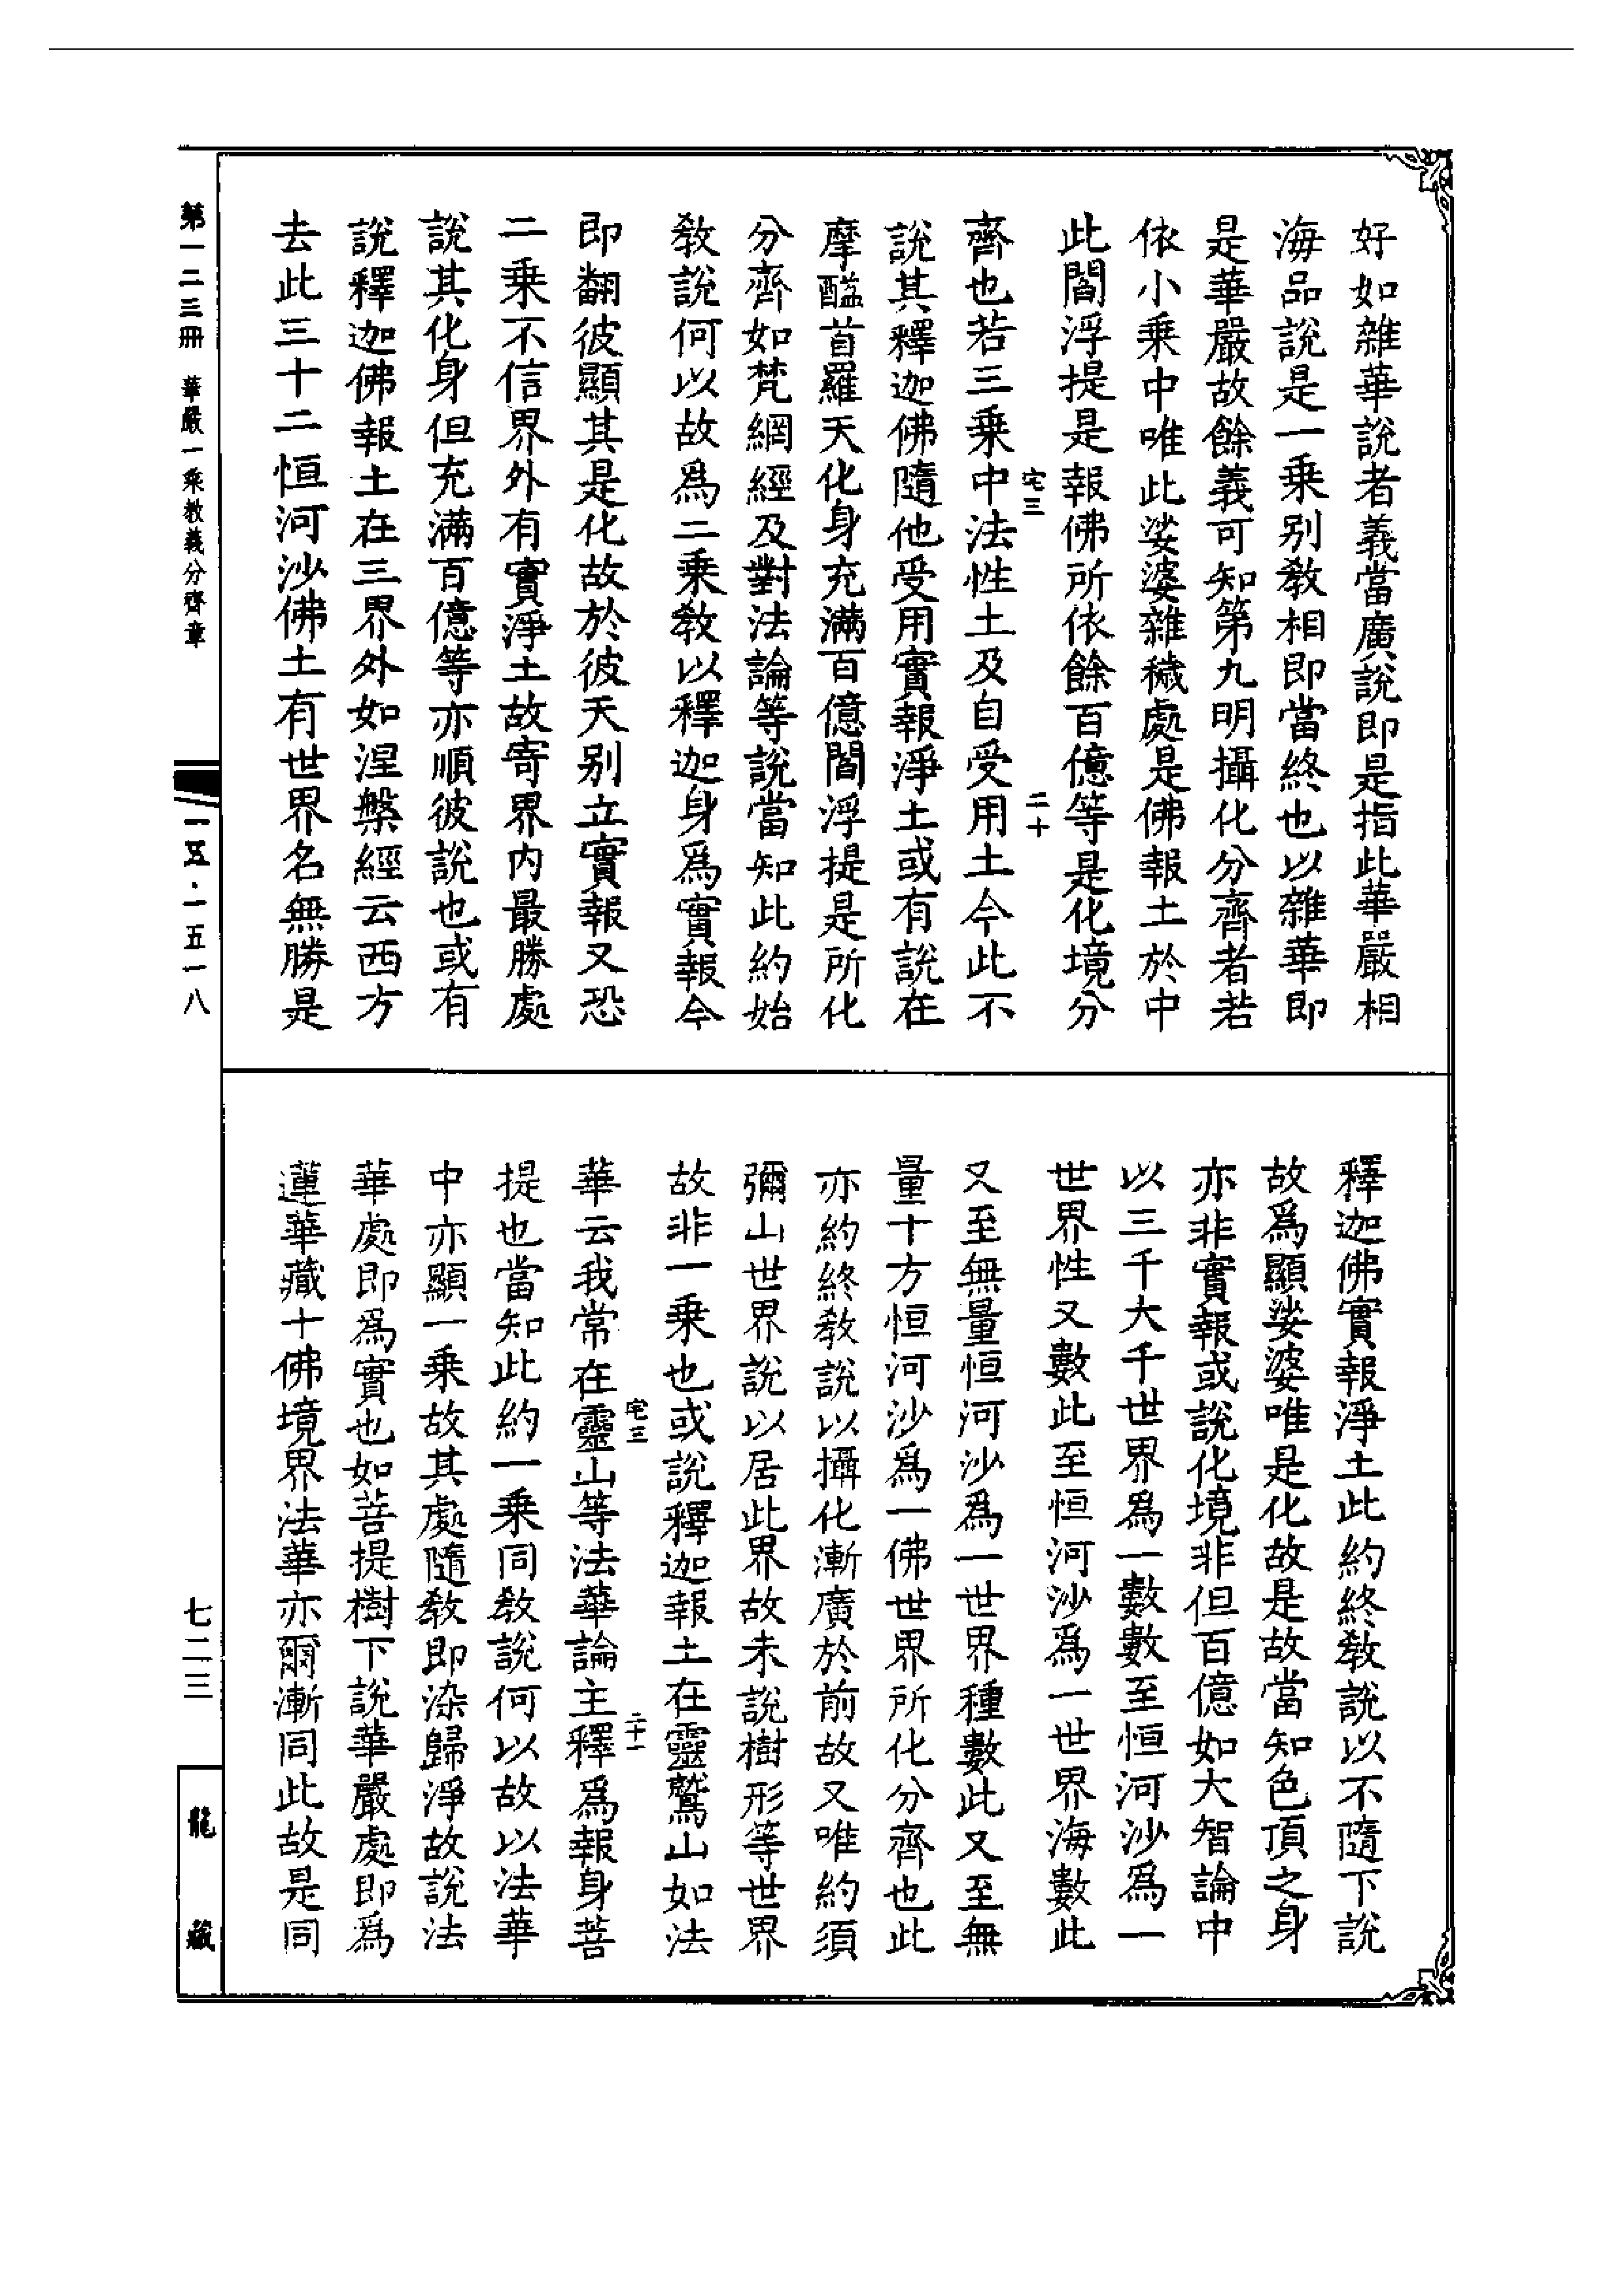 好如雜華說者義當廣說即是指此華嚴相
海品說是一乗別教相即當終也以雜華即
是華嚴故餘義可知第九明攝化分齊者若
依小乗中唯此娑婆雜穢處是佛報土於中
此閻浮提是報佛所依餘百億等是化境分
宅三
二十
齊也若三乗中法性土及自受用土今此不
說其釋迦佛隨他受用實報淨土或有說在
摩醯首羅天化身充滿百億閻浮提是所化
分齊如梵網經及對法論等說當知此約始
教說何以故為二乗教以釋迦身為實報今
即翻彼顯其是化故於彼天別立實報又恐
二乗不信界外有實淨土故寄界內最勝處
說其化身但充滿百億等亦順彼說也或有
說釋迦佛報土在三界外如涅槃經云西方
去此三十二恒河沙佛土有世界名無勝是
釋迦佛實報淨土此約終教說以不隨下說
故為顯娑婆唯是化故是故當知色頂之身
亦非實報或說化境非但百億如大智論中
以三千大千世界為一數數至恒河沙為一
世界性又數此至恒河沙為一世界海數此
又至無量恒河沙為一世界種數此又至無
量十方恒河沙為一佛世界所化分齊也此
亦約終教說以攝化漸廣於前故又唯約須
彌山世界說以居此界故未說樹形等世界
故非一乗也或說釋迦報土在靈鷲山如法
宅三
二十一
華云我常在靈山等法華論主釋為報身菩
提也當知此約一乗同教說何以故以法華
中亦顯一乗故其處隨教即染歸淨故說法
華處即為實也如菩提樹下說華嚴處即為
蓮華藏十佛境界法華亦爾漸同此故是同
第一二三冊　華嚴一乘教義分齊章
一五·一五一八
七二三
龍藏